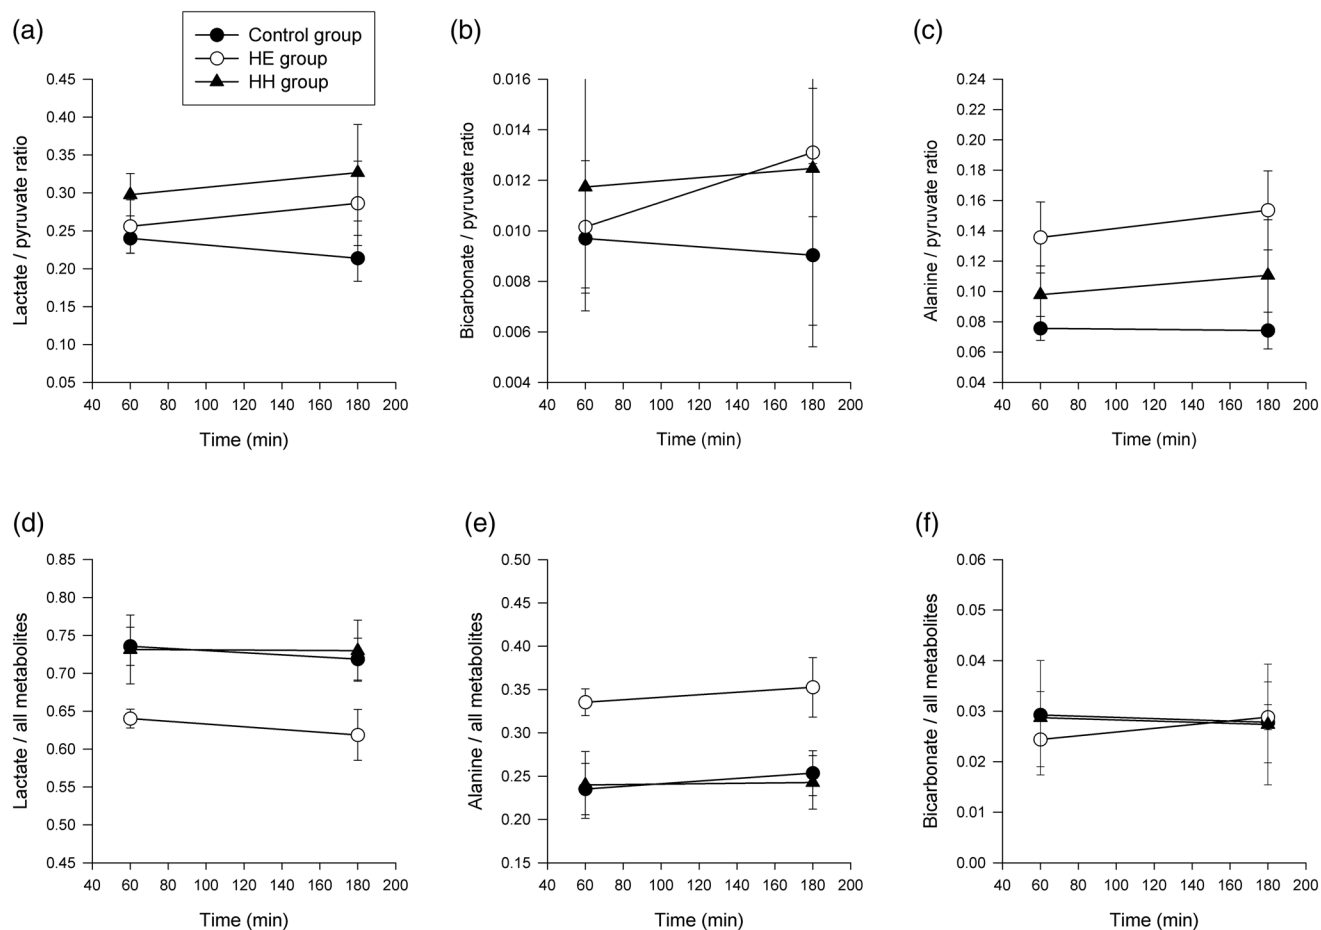 (a)
Control group
HE group
HH group
(b)
(c)
Lactate / pyruvate ratio
0.45
0.40
0.35
0.30
0.25
0.20
0.15
0.10
0.05
40 60 80 100 120 140 160 180 200
Time (min)
Bicarbonate / pyruvate ratio
0.016
0.014
0.012
0.010
0.008
0.006
0.004
40 60 80 100 120 140 160 180 200
Time (min)
Alanine / pyruvate ratio
0.24
0.22
0.20
0.18
0.16
0.14
0.12
0.10
0.08
0.06
0.04
40 60 80 100 120 140 160 180 200
Time (min)
(d)
(e)
(f)
Lactate / all metabolites
0.85
0.80
0.75
0.70
0.65
0.60
0.55
0.50
0.45
40 60 80 100 120 140 160 180 200
Time (min)
Alanine / all metabolites
0.50
0.45
0.40
0.35
0.30
0.25
0.20
0.15
40 60 80 100 120 140 160 180 200
Time (min)
Bicarbonate / all metabolites
0.06
0.05
0.04
0.03
0.02
0.01
0.00
40 60 80 100 120 140 160 180 200
Time (min)